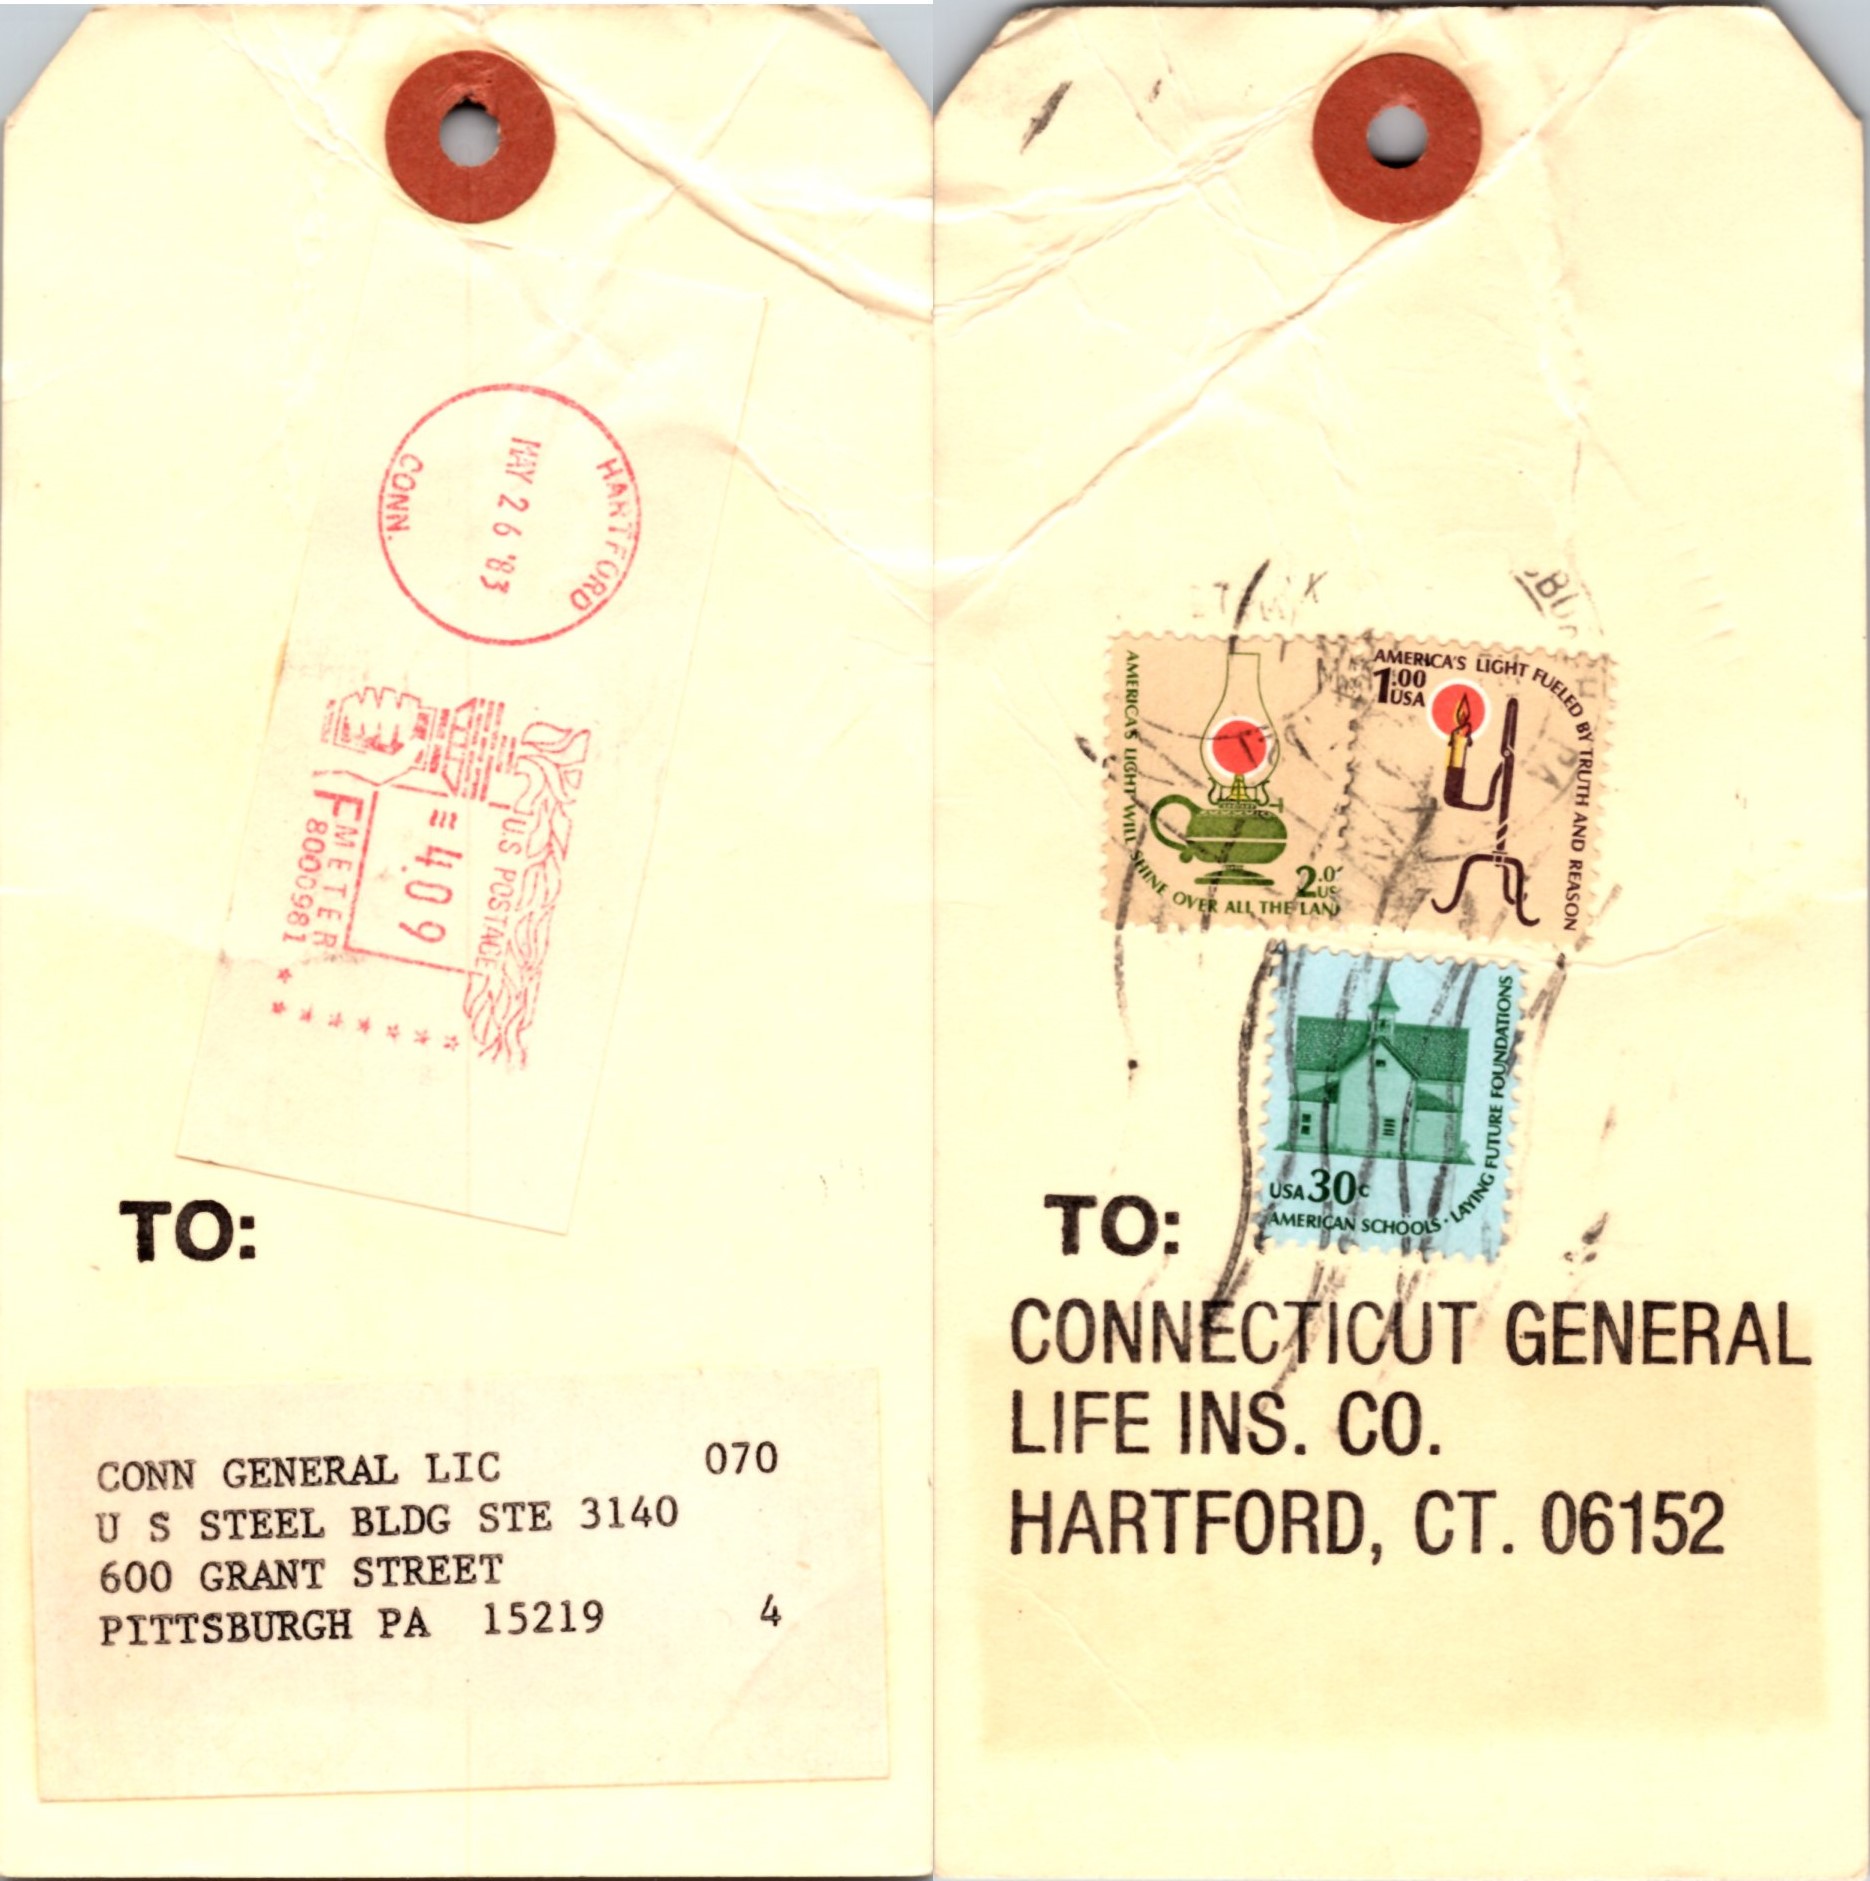 HARTFORD
MAY 26 '83
CONN.
U.S. POSTAGE
≡ 4.09
F METER
8000981
TO:
CONN GENERAL LIC 070
U S STEEL BLDG STE 3140
600 GRANT STREET
PITTSBURGH PA 15219 4
AMERICA'S LIGHT WILL SHINE OVER ALL THE LAN
2.0
US
AMERICA'S LIGHT FUELED BY TRUTH AND REASON
1.00
USA
USA 30c
AMERICAN SCHOOLS · LAYING FUTURE FOUNDATIONS
TO:
CONNECTICUT GENERAL
LIFE INS. CO.
HARTFORD, CT. 06152